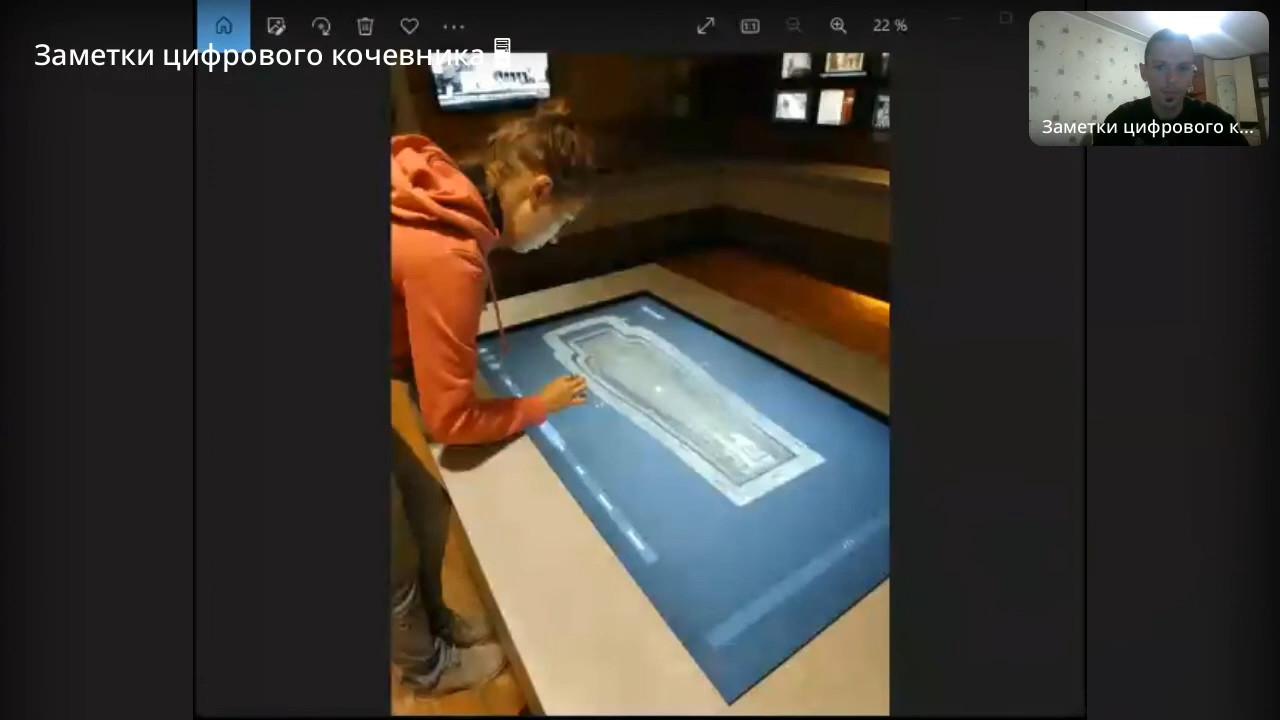 Заметки цифрового кочевника
22 %
Заметки цифрового к...